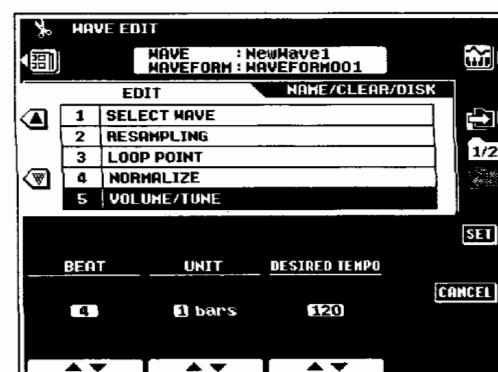 WAVE EDIT
WAVE : NewWave1
WAVEFORM : WAVEFORM001
EDIT NAME/CLEAR/DISK
1 SELECT WAVE
2 RESAMPLING
3 LOOP POINT
1/2
4 NORMALIZE
5 VOLUME/TUNE
SET
BEAT UNIT DESIRED TEMPO
CANCEL
4 1 bars 120